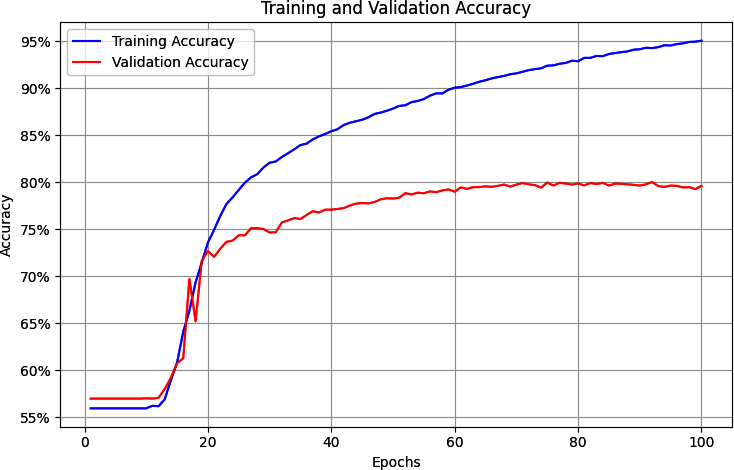 Training and Validation Accuracy
Training Accuracy
Validation Accuracy
95%
90%
85%
80%
75%
70%
65%
60%
55%
Accuracy
0 20 40 60 80 100
Epochs